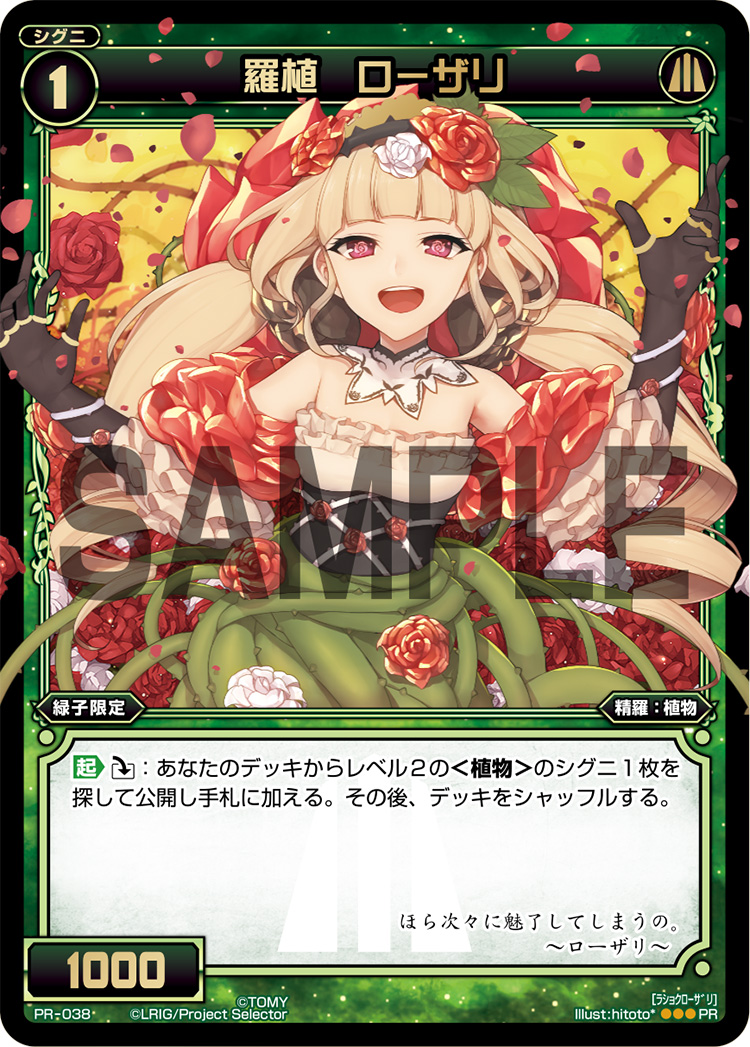 シグニ
1
羅植 ローザリ
SAMPLE
緑子限定
精羅：植物
起 ：あなたのデッキからレベル２の＜植物＞のシグニ１枚を
探して公開し手札に加える。その後、デッキをシャッフルする。
ほら次々に魅了してしまうの。
～ローザリ～
1000
[ラショクローザリ]
PR-038 ©LRIG/Project Selector ©TOMY
Illust:hitoto* PR